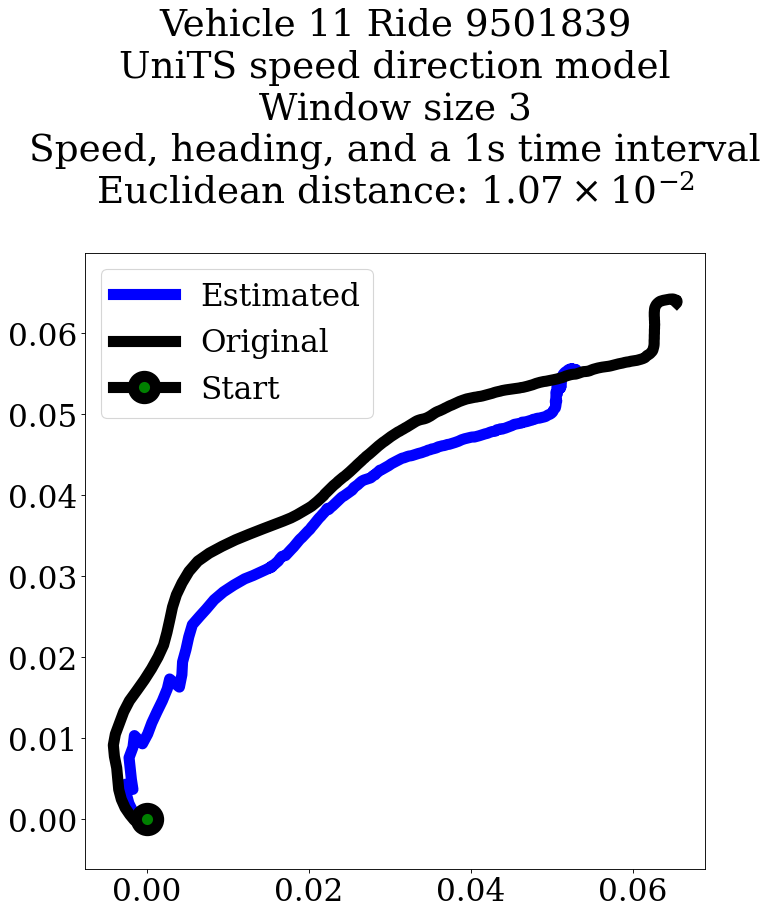 Vehicle 11 Ride 9501839
UniTS speed direction model
Window size 3
Speed, heading, and a 1s time interval
Euclidean distance: 1.07 × 10⁻²
Estimated
Original
Start
0.06
0.05
0.04
0.03
0.02
0.01
0.00
0.00 0.02 0.04 0.06